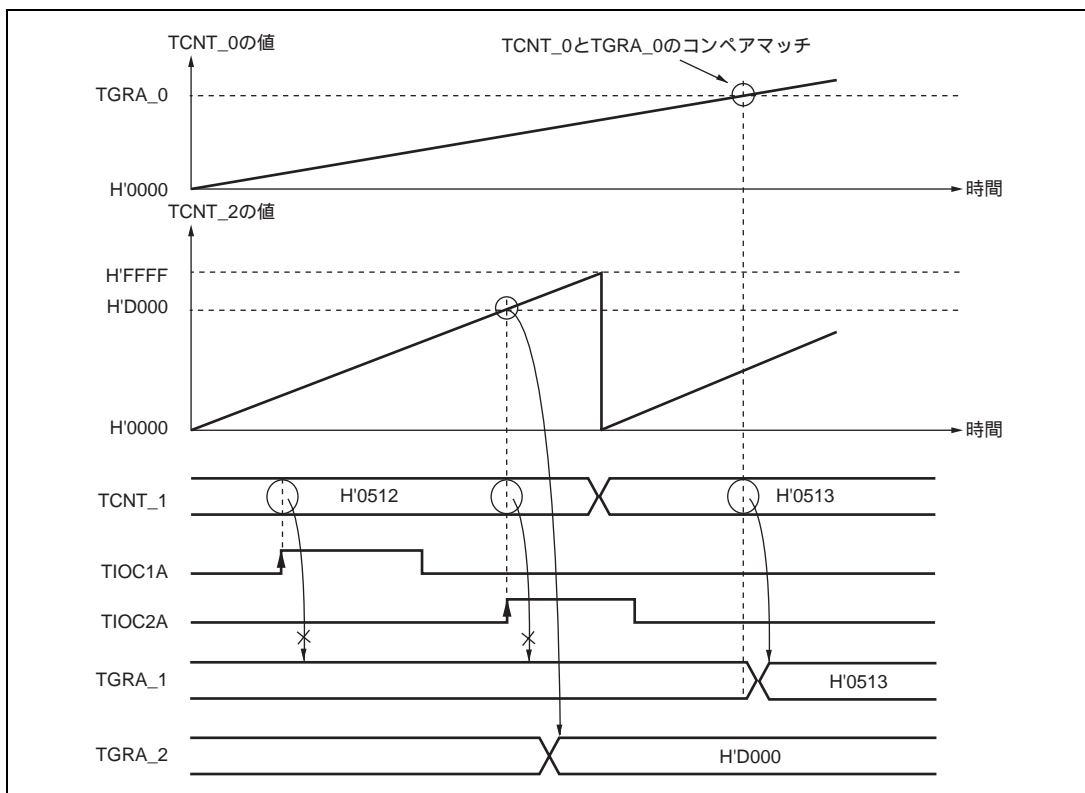 TCNT_0の値
TCNT_0とTGRA_0のコンペアマッチ
TGRA_0
H'0000
時間
TCNT_2の値
H'FFFF
H'D000
H'0000
時間
TCNT_1
H'0512
H'0513
TIOC1A
TIOC2A
TGRA_1
H'0513
TGRA_2
H'D000